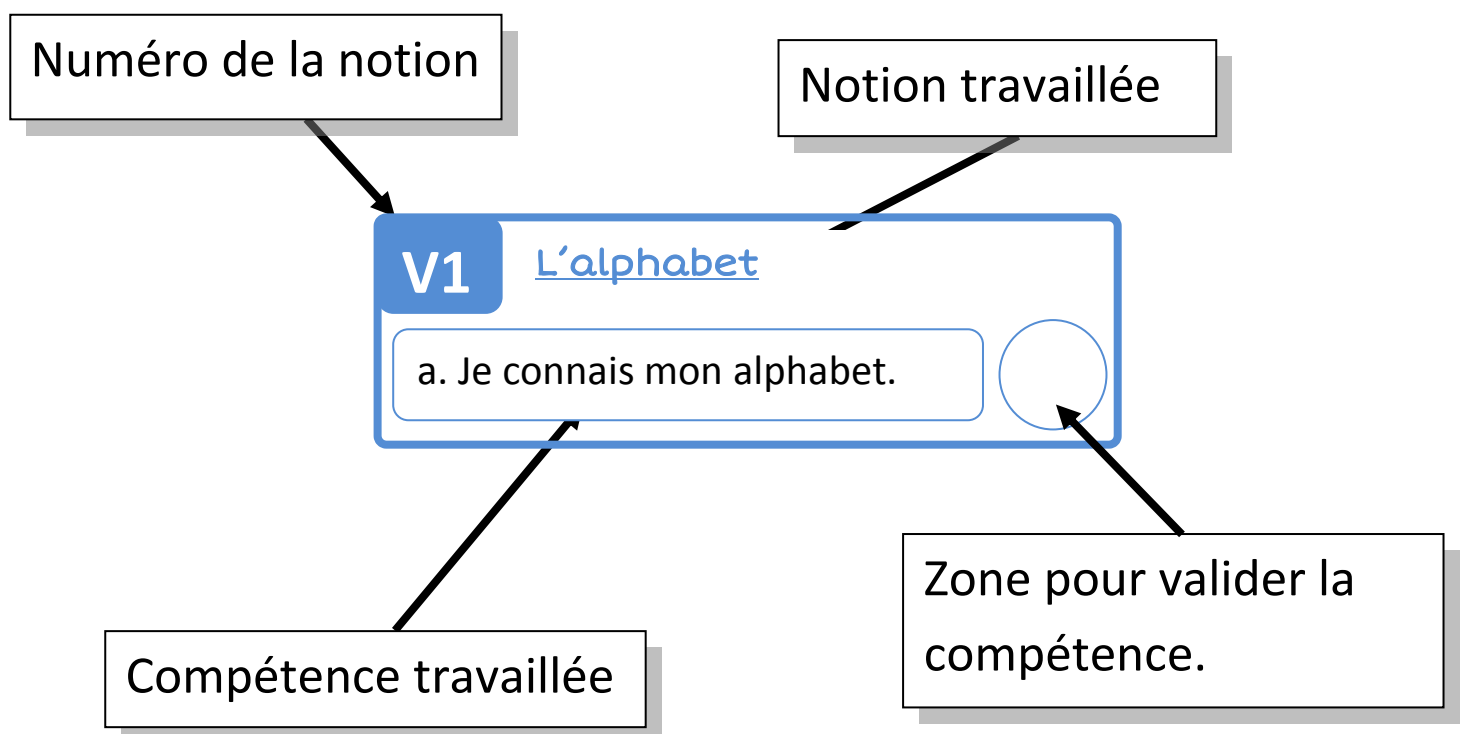 Numéro de la notion
Notion travaillée
V1
L'alphabet
a. Je connais mon alphabet.
Zone pour valider la
compétence.
Compétence travaillée